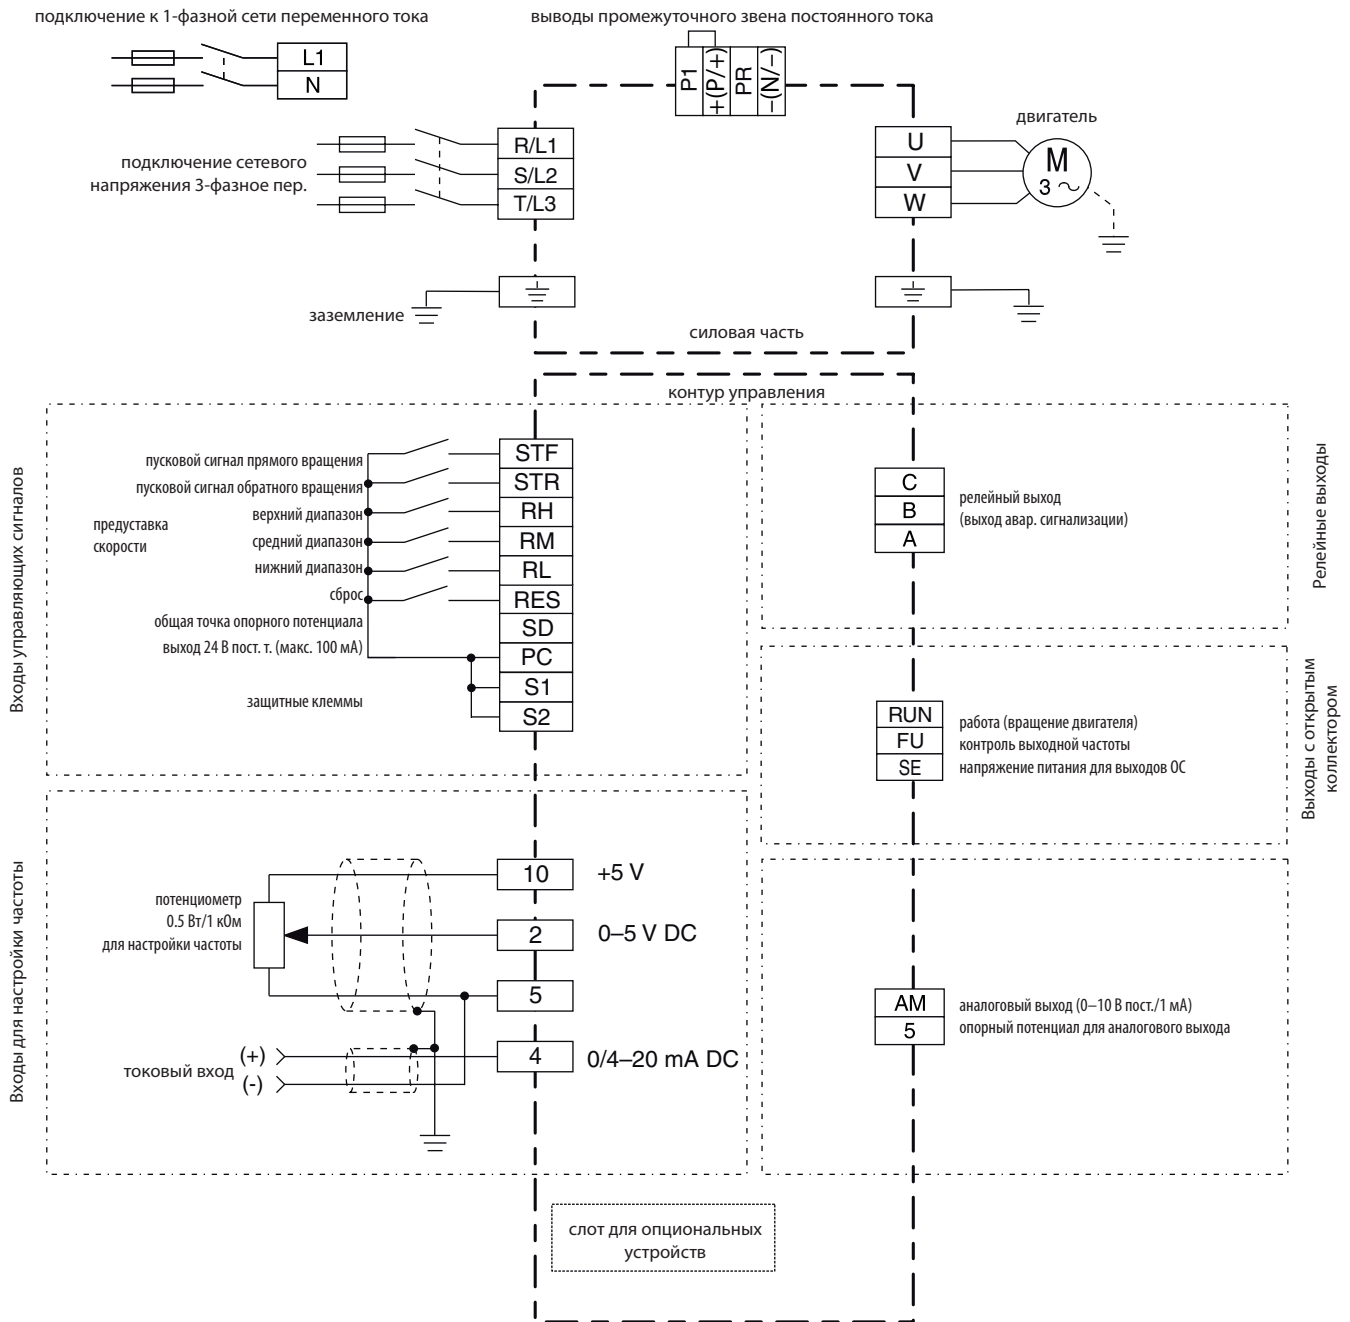 подключение к 1-фазной сети переменного тока
L1
N
выводы промежуточного звена постоянного тока
P1
+(P/+)
PR
−(N/−)
подключение сетевого
напряжения 3-фазное пер.
R/L1
S/L2
T/L3
U
V
W
двигатель
M
3 ~
заземление
силовая часть
контур управления
Входы управляющих сигналов
пусковой сигнал прямого вращения
пусковой сигнал обратного вращения
предуставка
скорости
верхний диапазон
средний диапазон
нижний диапазон
сброс
общая точка опорного потенциала
выход 24 В пост. т. (макс. 100 мА)
защитные клеммы
STF
STR
RH
RM
RL
RES
SD
PC
S1
S2
C
B
A
релейный выход
(выход авар. сигнализации)
Релейные выходы
RUN
FU
SE
работа (вращение двигателя)
контроль выходной частоты
напряжение питания для выходов ОС
Выходы с открытым
коллектором
Входы для настройки частоты
потенциометр
0.5 Вт/1 кОм
для настройки частоты
10
+5 V
2
0–5 V DC
5
4
0/4–20 mA DC
токовый вход
(+)
(-)
AM
5
аналоговый выход (0–10 В пост./1 мА)
опорный потенциал для аналогового выхода
слот для опциональных
устройств